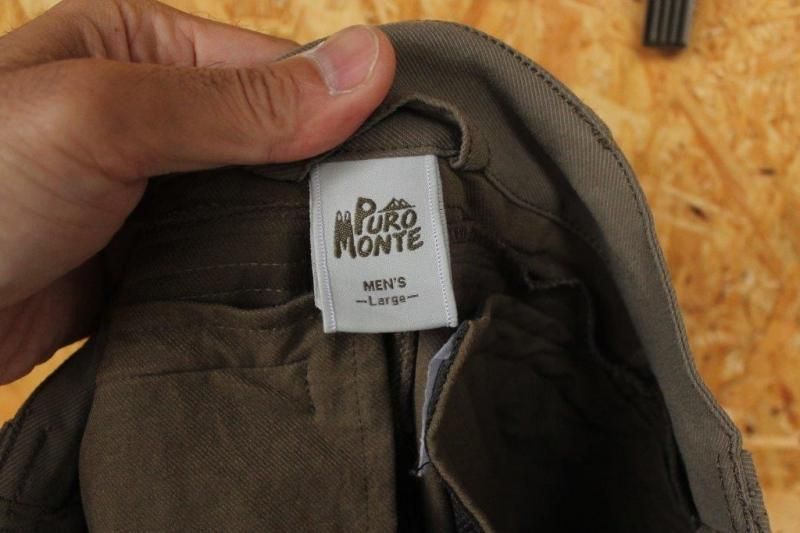 PURO
MONTE
MEN'S
-Large-